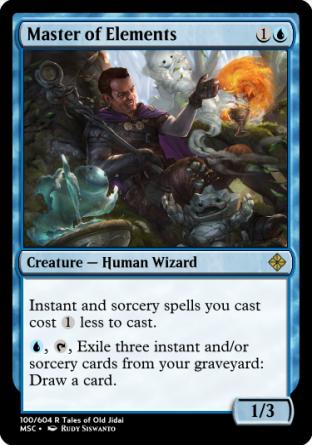 Master of Elements 1
Creature — Human Wizard
Instant and sorcery spells you cast
cost 1 less to cast.
, , Exile three instant and/or
sorcery cards from your graveyard:
Draw a card.
1/3
100/604 R Tales of Old Jidai
MSC • Rudy Siswanto